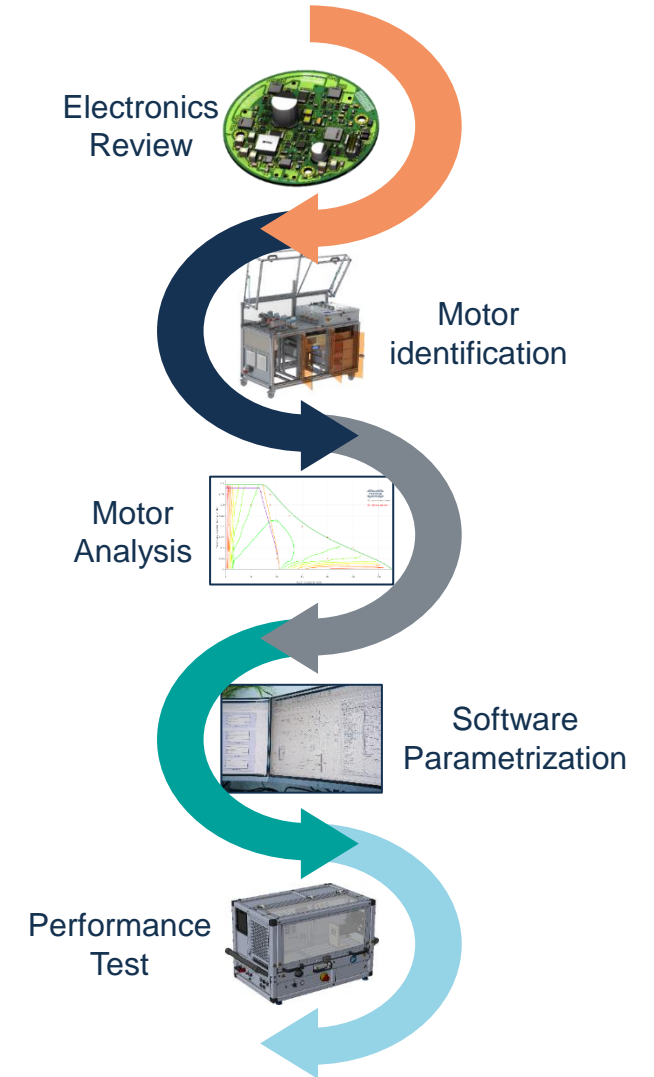 Electronics
Review
Motor
identification
Motor
Analysis
Software
Parametrization
Performance
Test